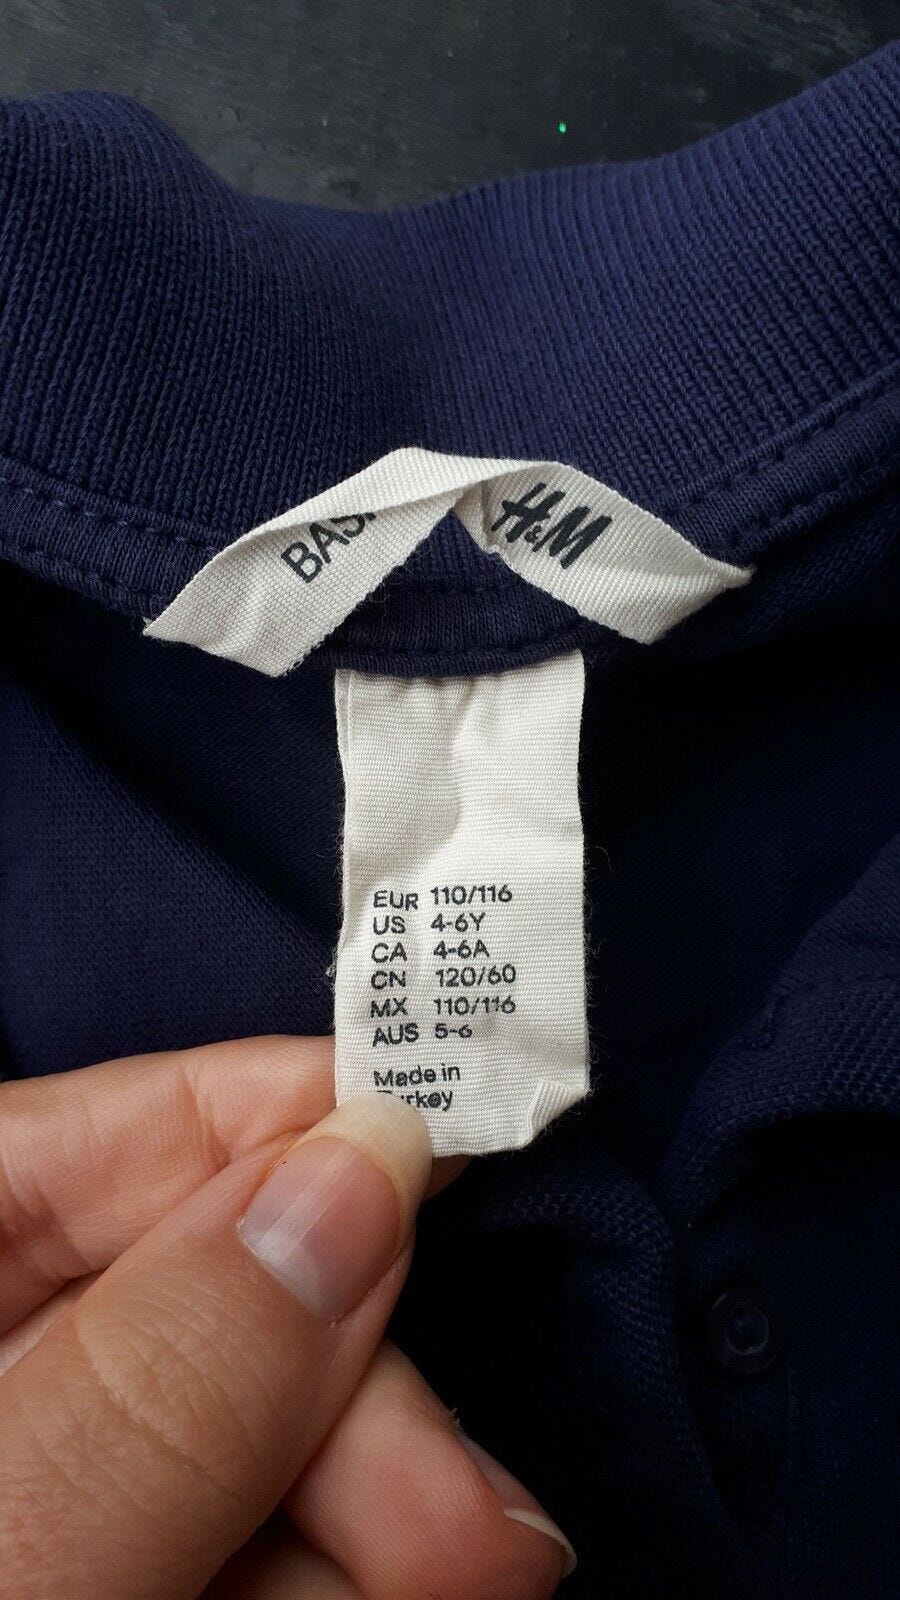 H&M
EUR 110/116
US 4-6Y
CA 4-6A
CN 120/60
MX 110/116
AUS 5-6
Made in